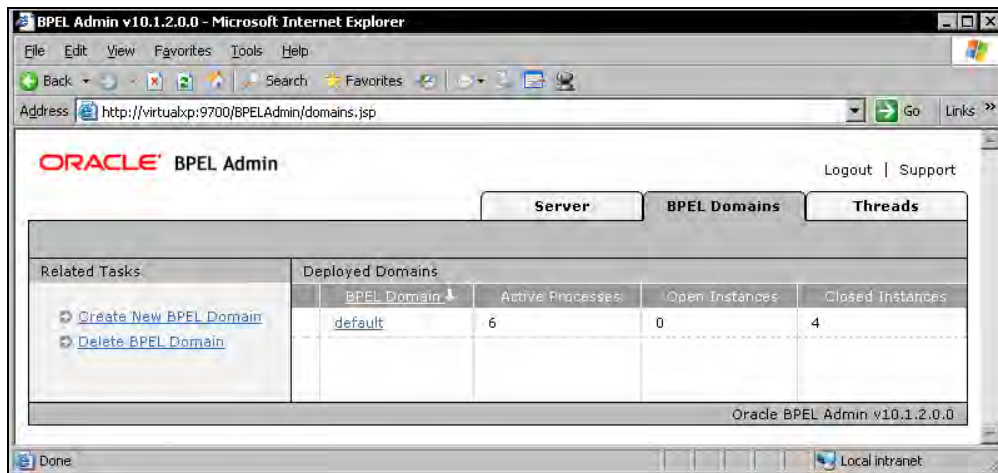 BPEL Admin v10.1.2.0.0 - Microsoft Internet Explorer
File Edit View Favorites Tools Help
Back Search Favorites
Address http://virtualxp:9700/BPELAdmin/domains.jsp Go Links »
ORACLE BPEL Admin
Logout | Support
Server BPEL Domains Threads
Related Tasks
Create New BPEL Domain
Delete BPEL Domain
Deployed Domains
BPEL Domain Active Processes Open Instances Closed Instances
default 6 0 4
Oracle BPEL Admin v10.1.2.0.0
Done Local intranet